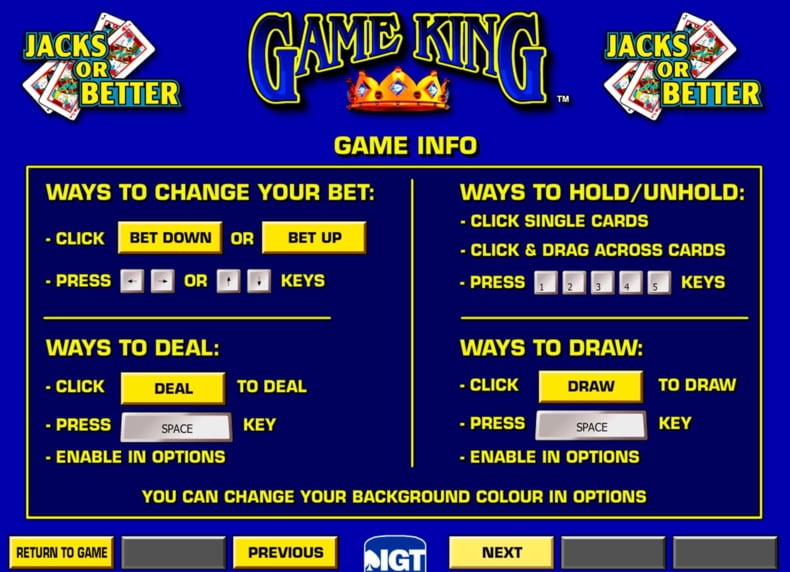 JACKS
OR
BETTER
GAME KING
TM
JACKS
OR
BETTER
GAME INFO
WAYS TO CHANGE YOUR BET:
- CLICK BET DOWN OR BET UP
- PRESS ← → OR ↑ ↓ KEYS
WAYS TO HOLD/UNHOLD:
- CLICK SINGLE CARDS
- CLICK & DRAG ACROSS CARDS
- PRESS 1 2 3 4 5 KEYS
WAYS TO DEAL:
- CLICK DEAL TO DEAL
- PRESS SPACE KEY
- ENABLE IN OPTIONS
WAYS TO DRAW:
- CLICK DRAW TO DRAW
- PRESS SPACE KEY
- ENABLE IN OPTIONS
YOU CAN CHANGE YOUR BACKGROUND COLOUR IN OPTIONS
RETURN TO GAME PREVIOUS IGT NEXT